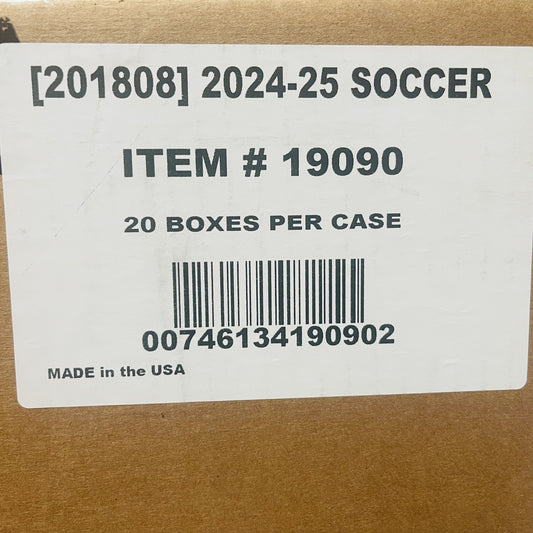 [201808] 2024-25 SOCCER
ITEM # 19090
20 BOXES PER CASE
00746134190902
MADE in the USA